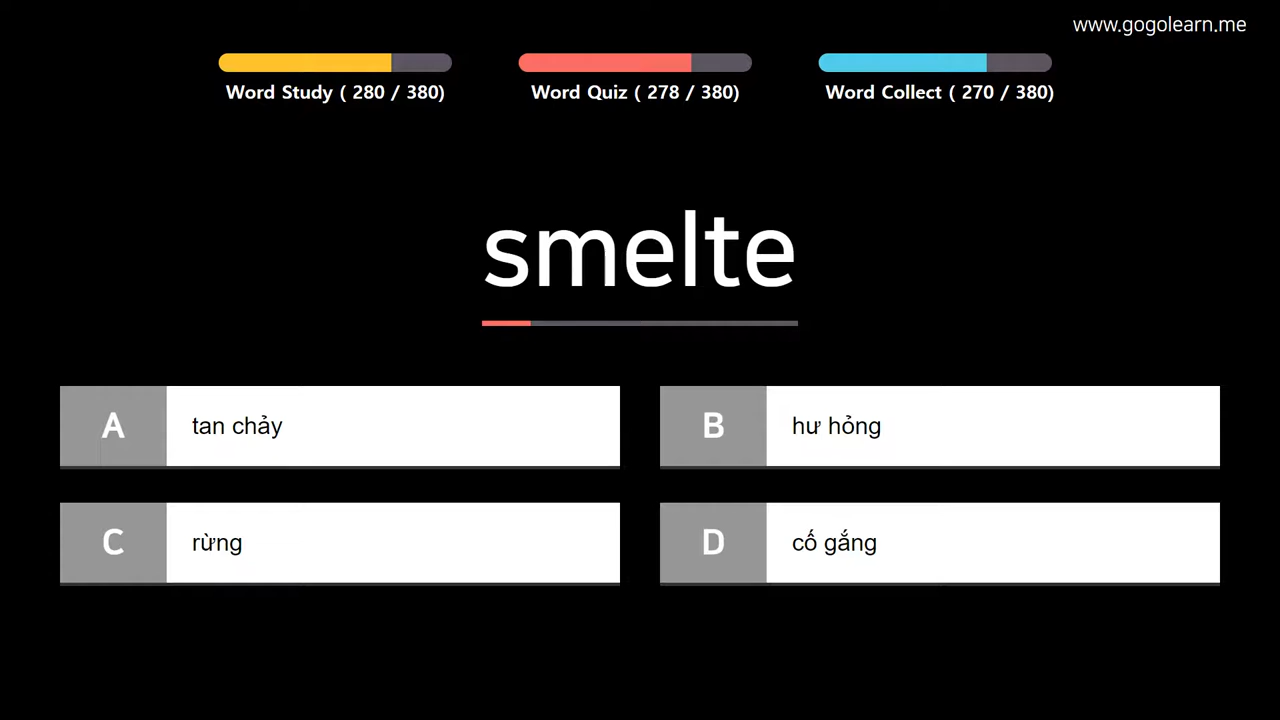 www.gogolearn.me
Word Study ( 280 / 380)
Word Quiz ( 278 / 380)
Word Collect ( 270 / 380)
smelte
A
tan chảy
B
hư hỏng
C
rừng
D
cố gắng